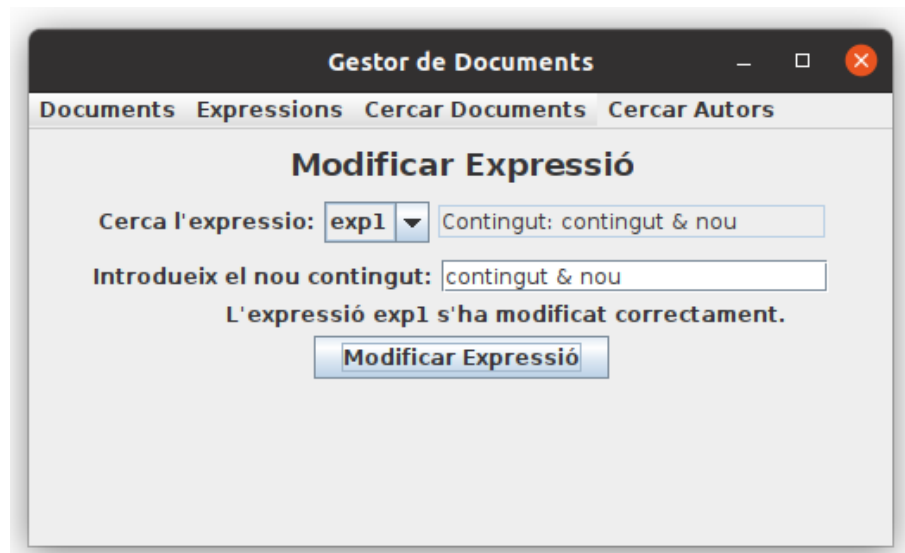 Gestor de Documents
Documents Expressions Cercar Documents Cercar Autors
Modificar Expressió
Cerca l'expressio: exp1 Contingut: contingut & nou
Introdueix el nou contingut: contingut & nou
L'expressió exp1 s'ha modificat correctament.
Modificar Expressió